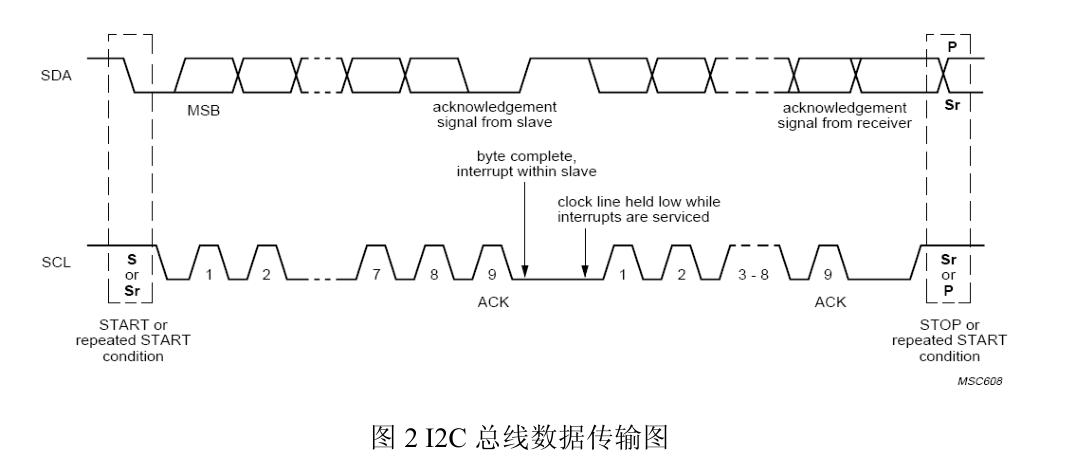 P
SDA
MSB
acknowledgement
signal from slave
acknowledgement
signal from receiver
Sr
byte complete,
interrupt within slave
clock line held low while
interrupts are serviced
SCL
S
or
Sr
1
2
7
8
9
1
2
3 - 8
9
Sr
or
P
ACK
ACK
START or
repeated START
condition
STOP or
repeated START
condition
MSC608
图 2 I2C 总线数据传输图